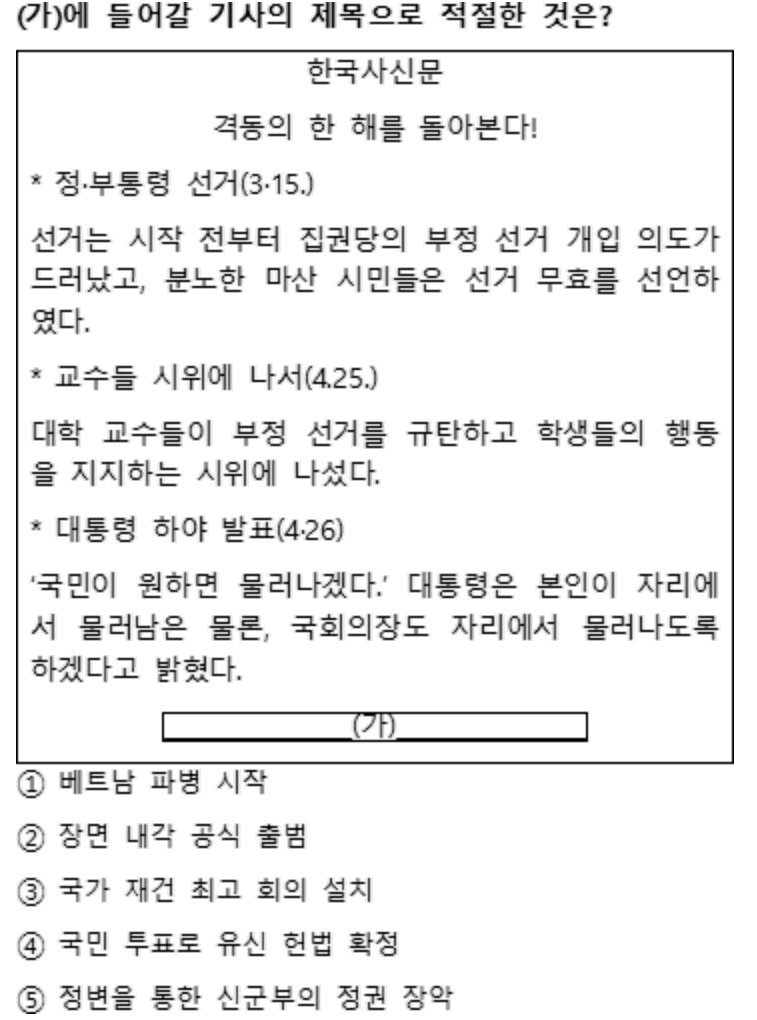 (가)에 들어갈 기사의 제목으로 적절한 것은?
한국사신문
격동의 한 해를 돌아본다!
* 정·부통령 선거(3·15.)
선거는 시작 전부터 집권당의 부정 선거 개입 의도가
드러났고, 분노한 마산 시민들은 선거 무효를 선언하
였다.
* 교수들 시위에 나서(4.25.)
대학 교수들이 부정 선거를 규탄하고 학생들의 행동
을 지지하는 시위에 나섰다.
* 대통령 하야 발표(4·26)
‘국민이 원하면 물러나겠다.’ 대통령은 본인이 자리에
서 물러남은 물론, 국회의장도 자리에서 물러나도록
하겠다고 밝혔다.
(가)
① 베트남 파병 시작
② 장면 내각 공식 출범
③ 국가 재건 최고 회의 설치
④ 국민 투표로 유신 헌법 확정
⑤ 정변을 통한 신군부의 정권 장악